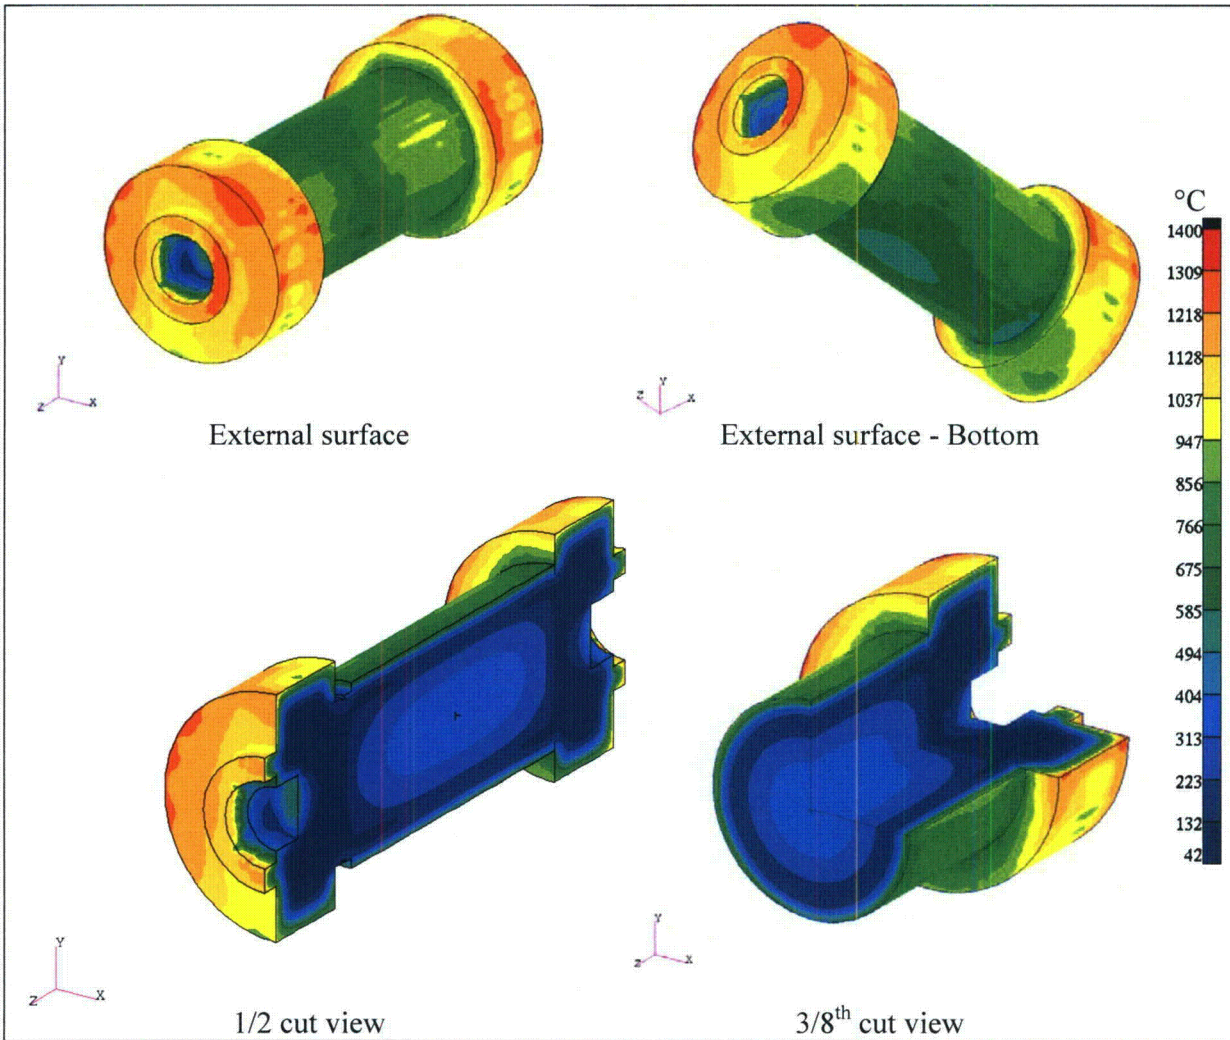 °C
1400
1309
1218
1128
1037
947
856
766
675
585
494
404
313
223
132
42
Y
Z X
External surface
Y
Z X
External surface - Bottom
Y
Z X
1/2 cut view
Y
Z X
3/8th cut view